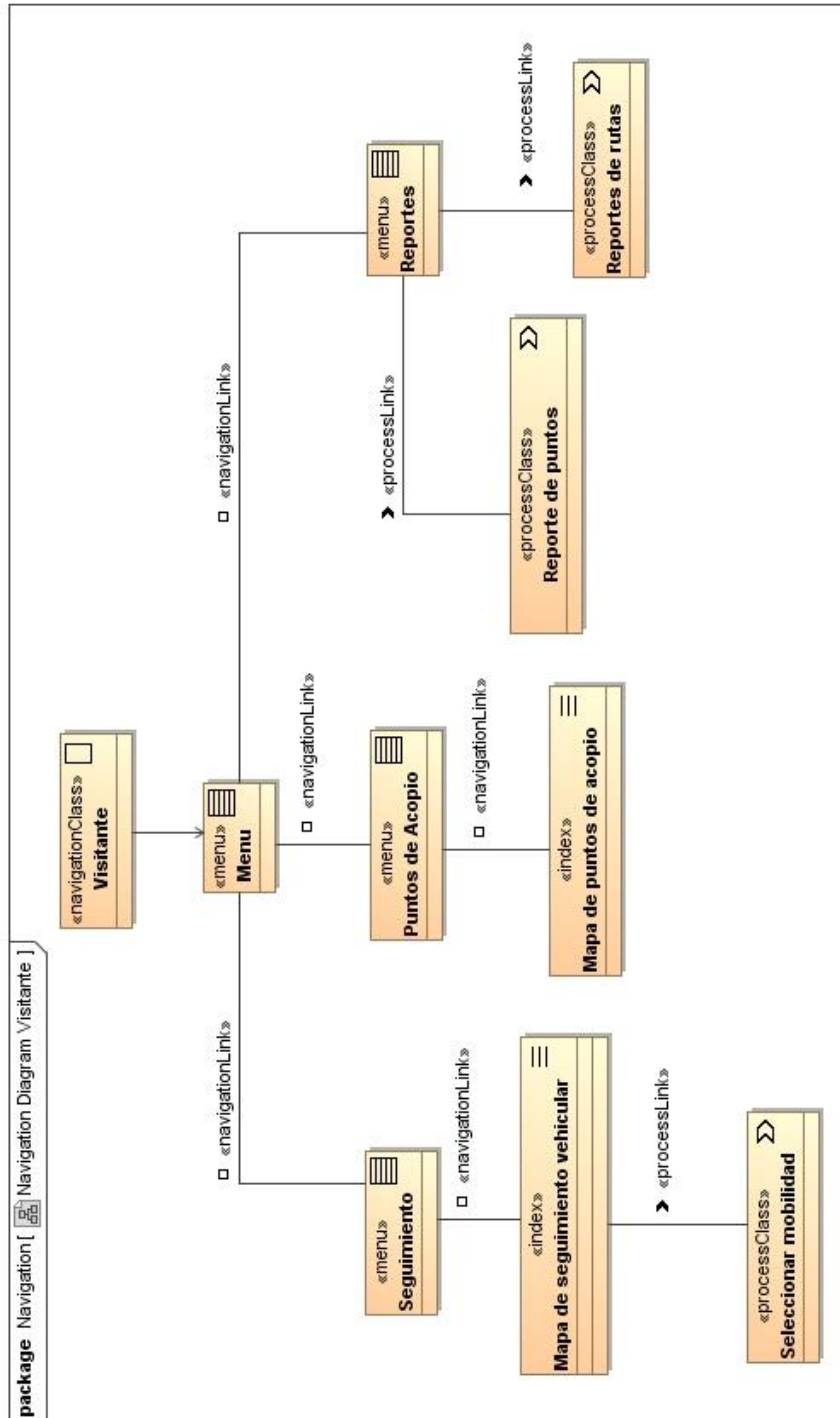 package Navigation [ Navigation Diagram Visitante ]
«navigationClass»
Visitante
«menu»
Menu
«navigationLink»
«navigationLink»
«navigationLink»
«menu»
Seguimiento
«menu»
Puntos de Acopio
«menu»
Reportes
«navigationLink»
«navigationLink»
«processLink»
«processLink»
«index»
Mapa de seguimiento vehicular
«index»
Mapa de puntos de acopio
«processClass»
Reporte de puntos
«processClass»
Reportes de rutas
«processLink»
«processClass»
Seleccionar mobilidad